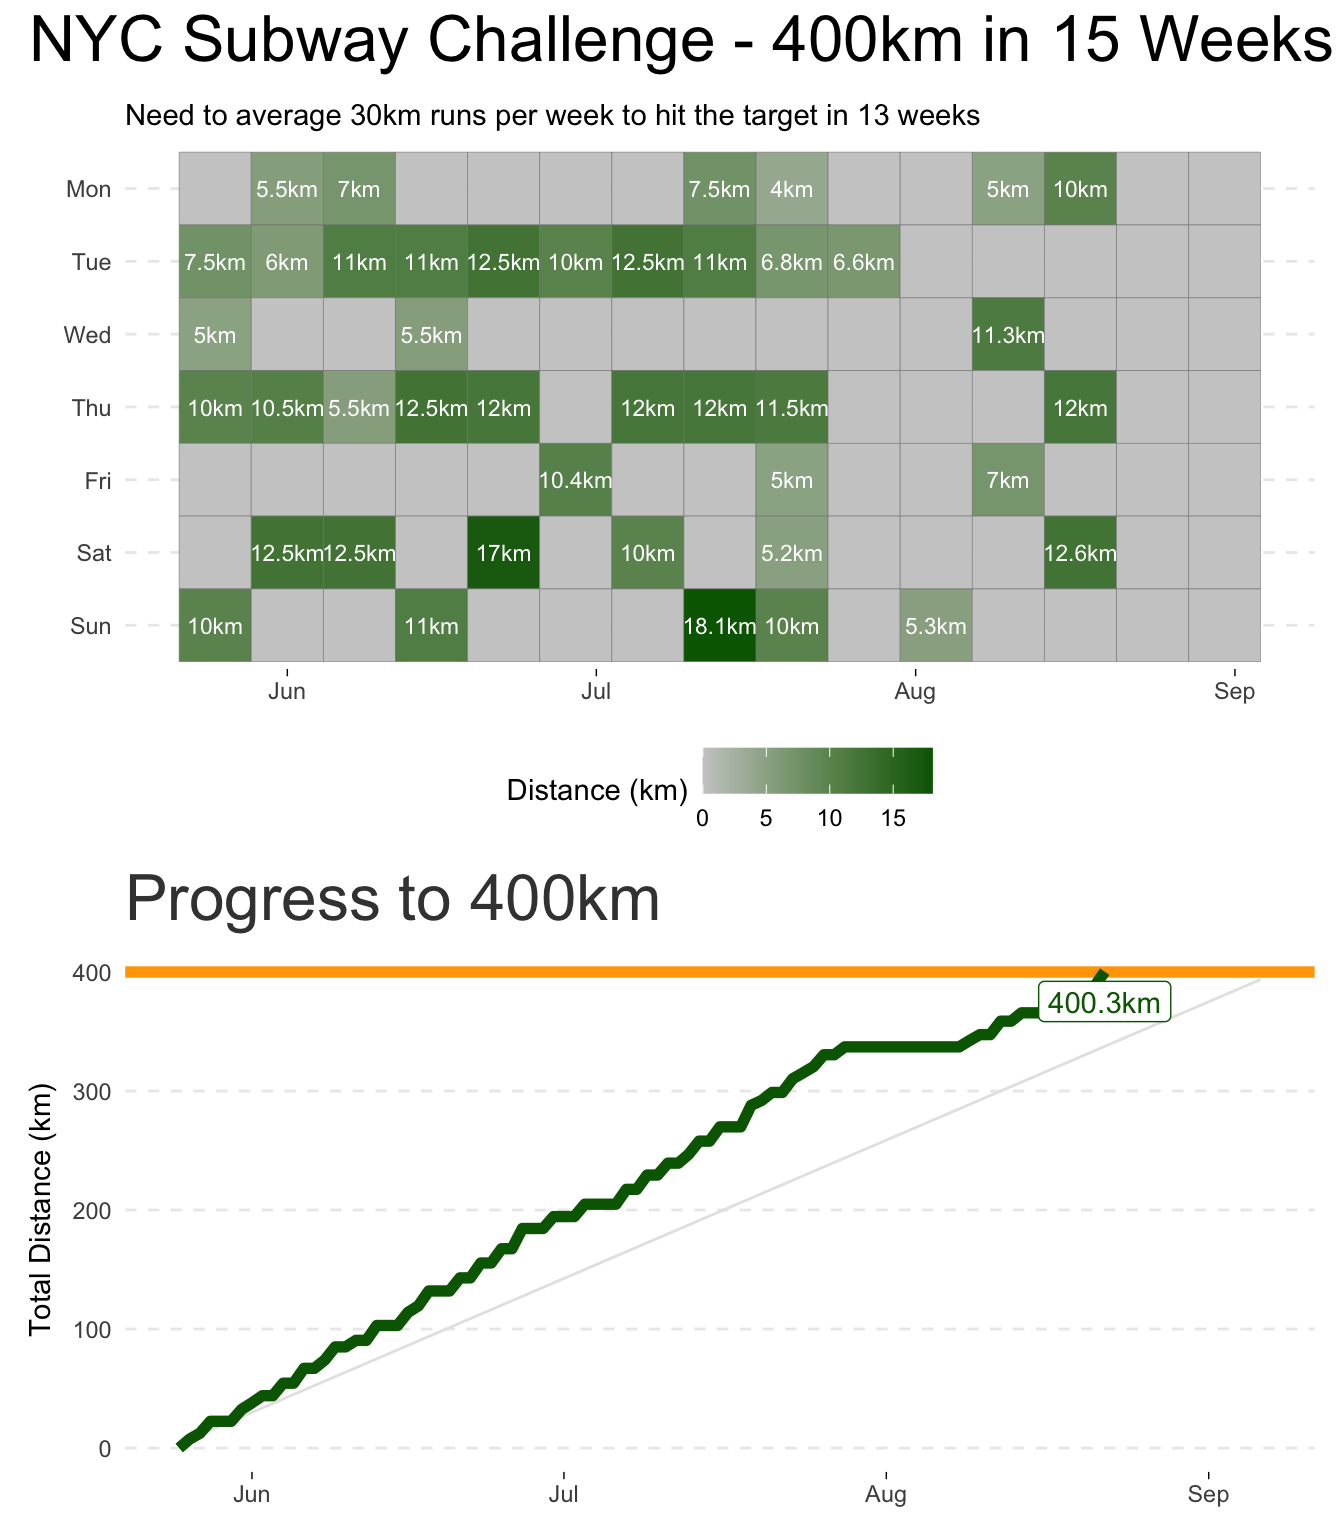 NYC Subway Challenge - 400km in 15 Weeks
Need to average 30km runs per week to hit the target in 13 weeks
Mon 5.5km 7km 7.5km 4km 5km 10km
Tue 7.5km 6km 11km 11km 12.5km 10km 12.5km 11km 6.8km 6.6km
Wed 5km 5.5km 11.3km
Thu 10km 10.5km 5.5km 12.5km 12km 12km 12km 11.5km 12km
Fri 10.4km 5km 7km
Sat 12.5km 12.5km 17km 10km 5.2km 12.6km
Sun 10km 11km 18.1km 10km 5.3km
Jun Jul Aug Sep
Distance (km)
0 5 10 15
Progress to 400km
Total Distance (km)
400
400.3km
300
200
100
0
Jun Jul Aug Sep